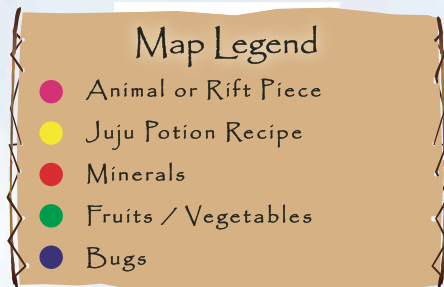 Map Legend
Animal or Rift Piece
Juju Potion Recipe
Minerals
Fruits / Vegetables
Bugs